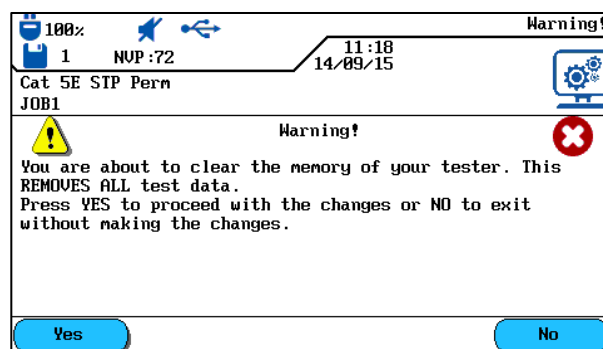 100%
Warning!
1 NVP:72
11:18
14/09/15
Cat 5E STP Perm
JOB1
Warning!
You are about to clear the memory of your tester. This
REMOVES ALL test data.
Press YES to proceed with the changes or NO to exit
without making the changes.
Yes
No